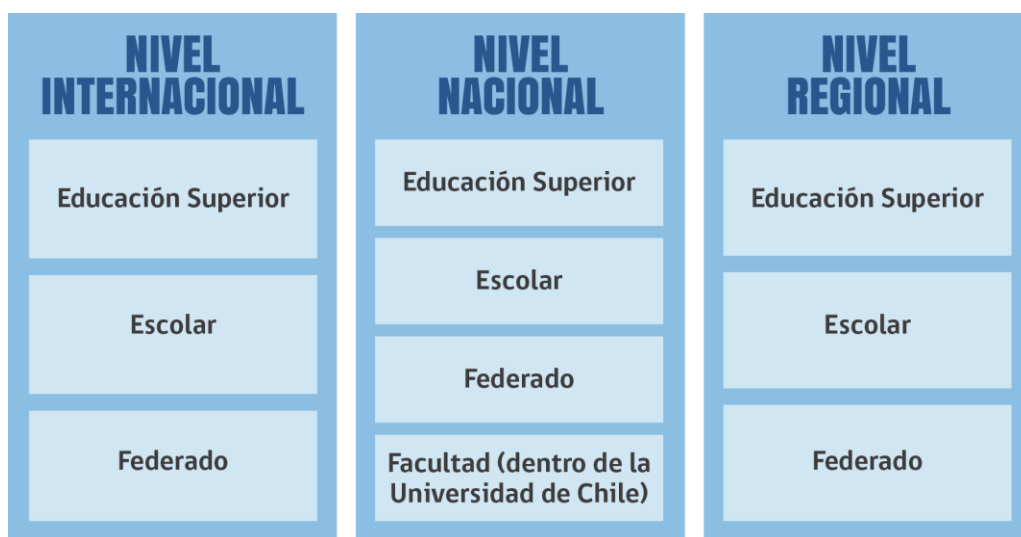 NIVEL
INTERNACIONAL
Educación Superior
Escolar
Federado
NIVEL
NACIONAL
Educación Superior
Escolar
Federado
Facultad (dentro de la
Universidad de Chile)
NIVEL
REGIONAL
Educación Superior
Escolar
Federado